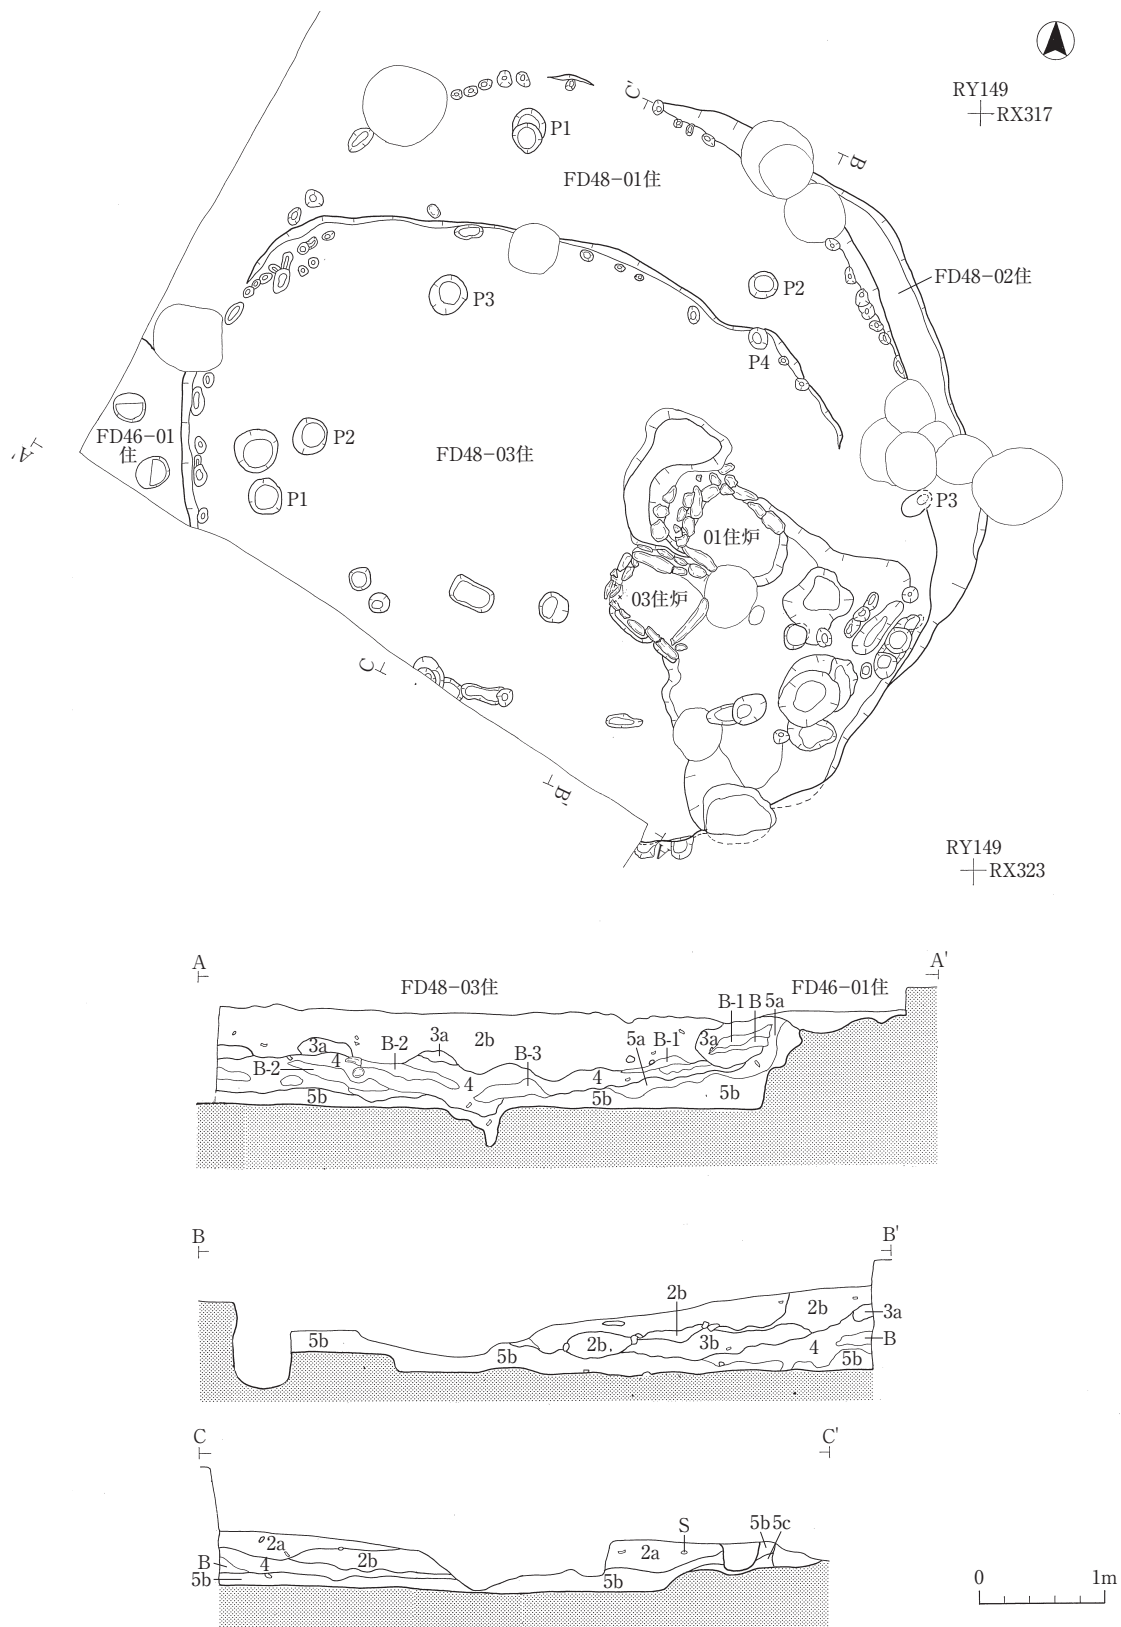 RY149
RX317
C'
B
P1
FD48-01住
FD48-02住
P2
P3
P4
A'
FD46-01
住
P2
FD48-03住
P1
P3
01住炉
03住炉
C
B'
A
RY149
RX323
A
A'
FD48-03住
FD46-01住
B-1 B 5a
3a
B-2
3a
2b
B-3
5a
B-1
3a
B-2
4
4
4
5b
5b
5b
B
B'
2b
2b
3a
5b
5b
2b
3b
4
B
5b
C
C'
S
5b 5c
2a
2a
B
4
2b
5b
5b
0
1m